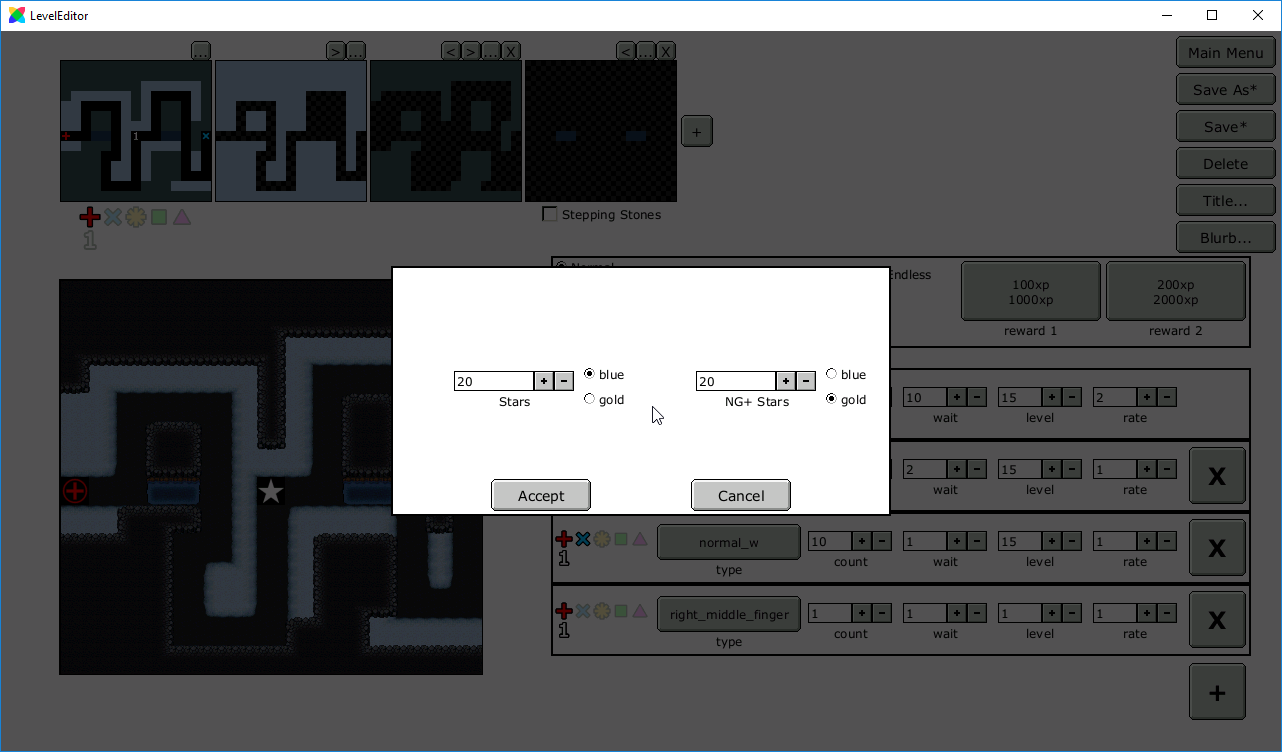 LevelEditor
... > ... < > ... X < ... X
Main Menu
Save As*
Save*
Delete
Title...
Blurb...
+
1
1
Stepping Stones
Normal
Endless
100xp
1000xp
reward 1
200xp
2000xp
reward 2
20 + − blue
gold
Stars
20 + − blue
gold
NG+ Stars
Accept
Cancel
10 + − 15 + − 2 + −
wait level rate
2 + − 15 + − 1 + − X
wait level rate
1 normal_w 10 + − 1 + − 15 + − 1 + − X
type count wait level rate
1 right_middle_finger 1 + − 1 + − 1 + − 1 + − X
type count wait level rate
+